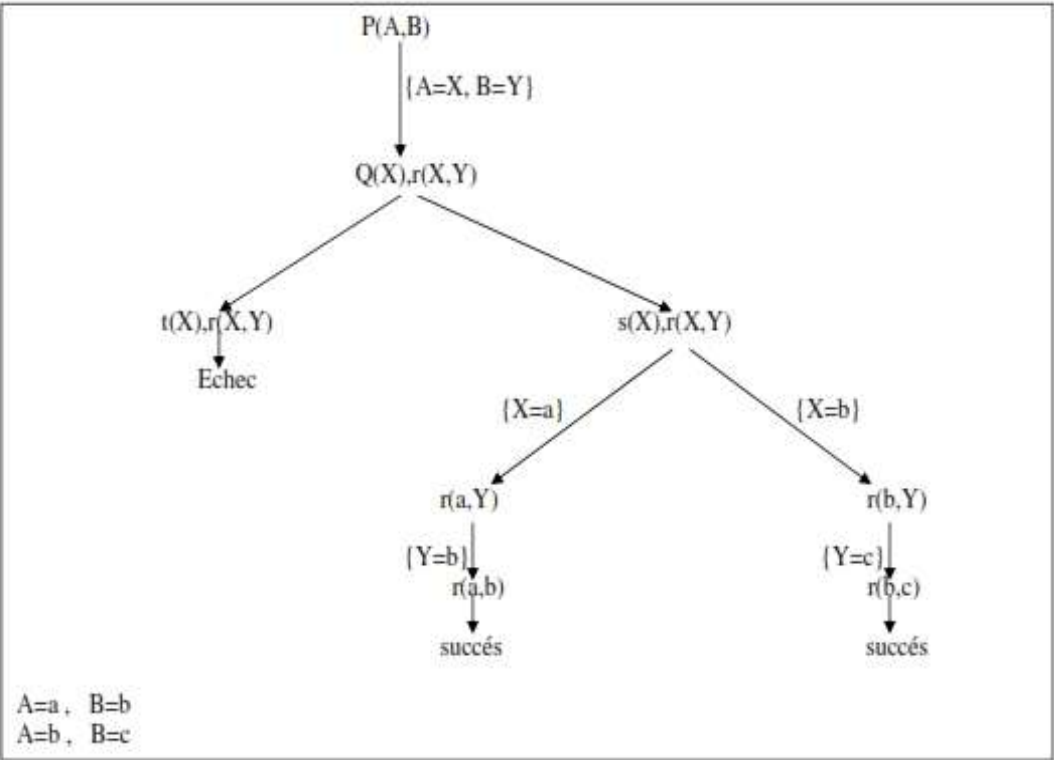 P(A,B)
{A=X, B=Y}
Q(X),r(X,Y)
t(X),r(X,Y)
s(X),r(X,Y)
Echec
{X=a}
{X=b}
r(a,Y)
r(b,Y)
{Y=b}
{Y=c}
r(a,b)
r(b,c)
succés
succés
A=a , B=b
A=b , B=c